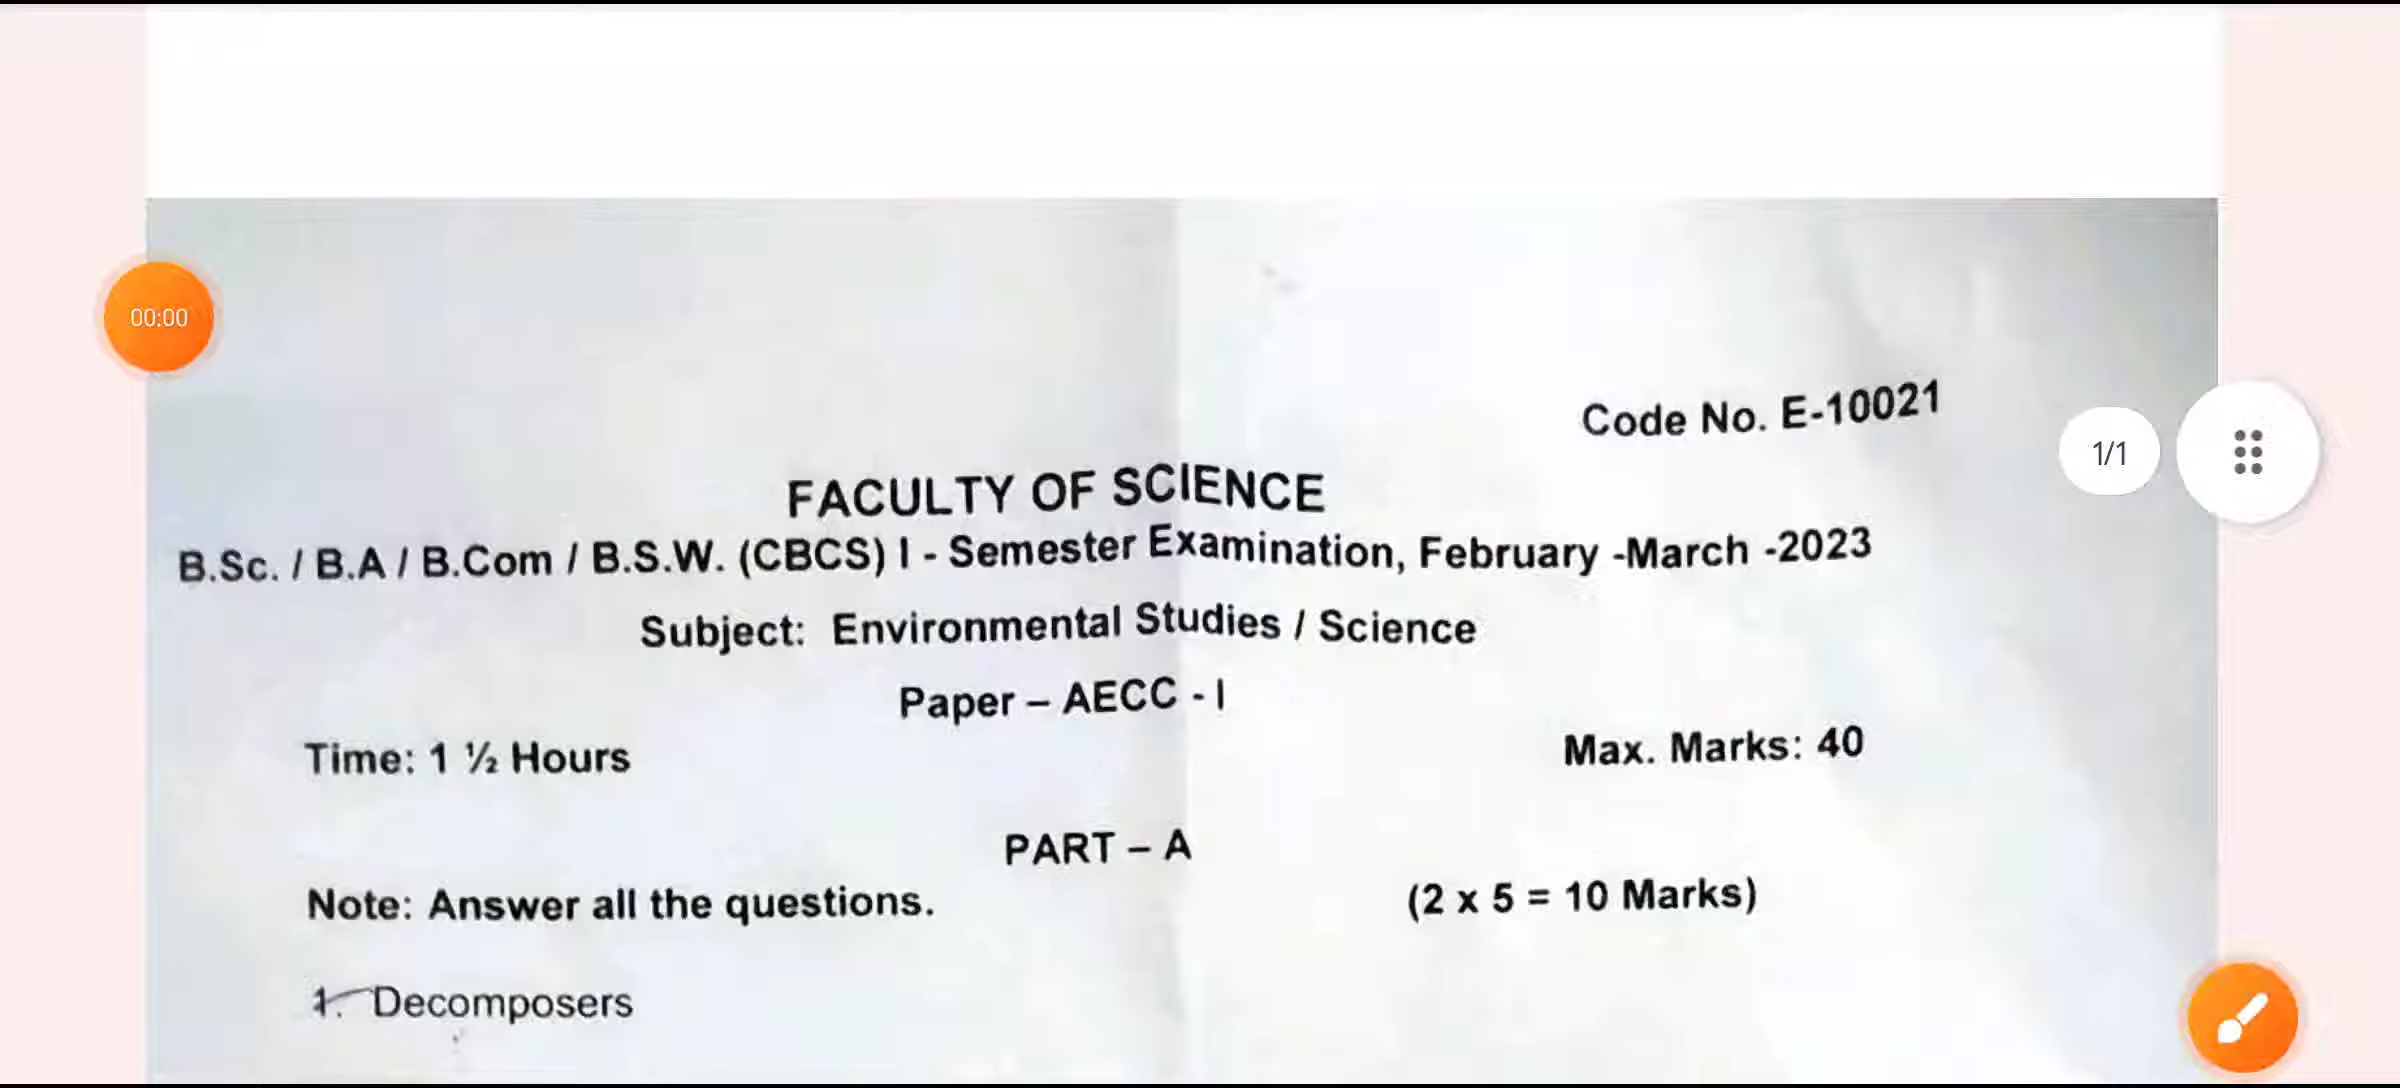 Code No. E-10021
00:00
1/1
FACULTY OF SCIENCE
B.Sc. / B.A / B.Com / B.S.W. (CBCS) I - Semester Examination, February -March -2023
Subject: Environmental Studies / Science
Paper – AECC - I
Time: 1 ½ Hours Max. Marks: 40
PART – A
Note: Answer all the questions. (2 x 5 = 10 Marks)
1. Decomposers